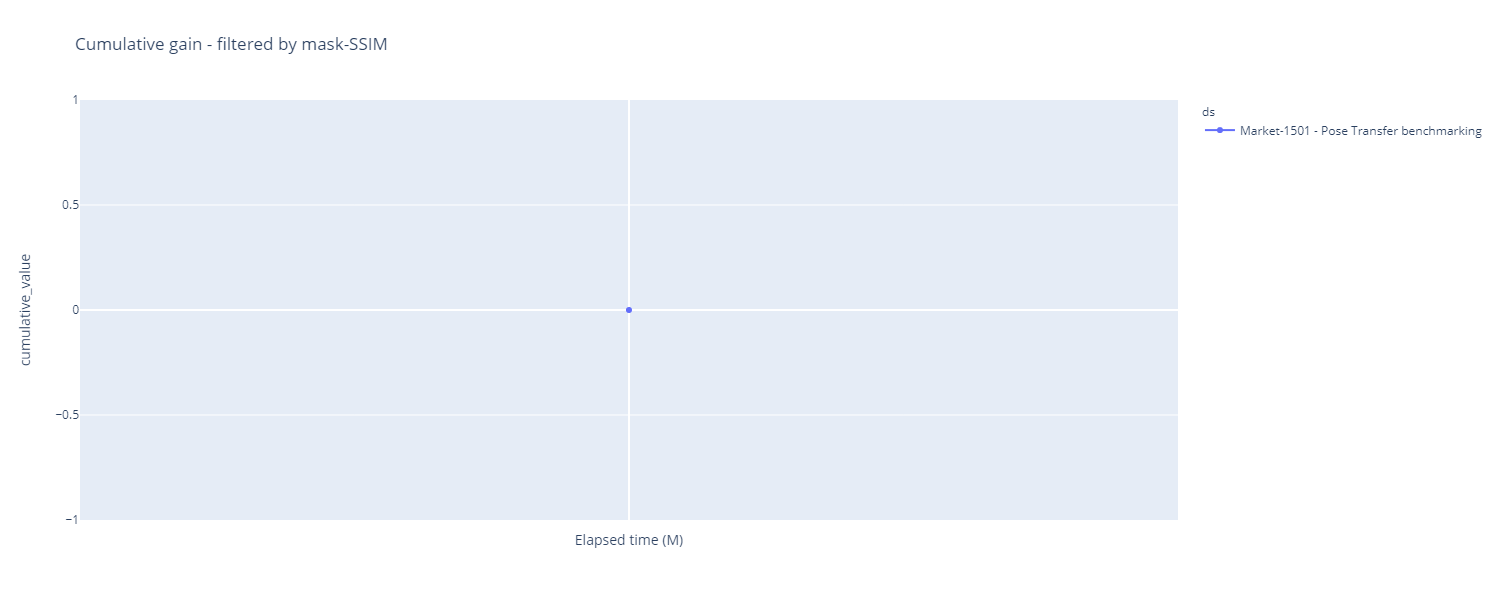 Cumulative gain - filtered by mask-SSIM
1
0.5
0
−0.5
−1
cumulative_value
Elapsed time (M)
ds
Market-1501 - Pose Transfer benchmarking